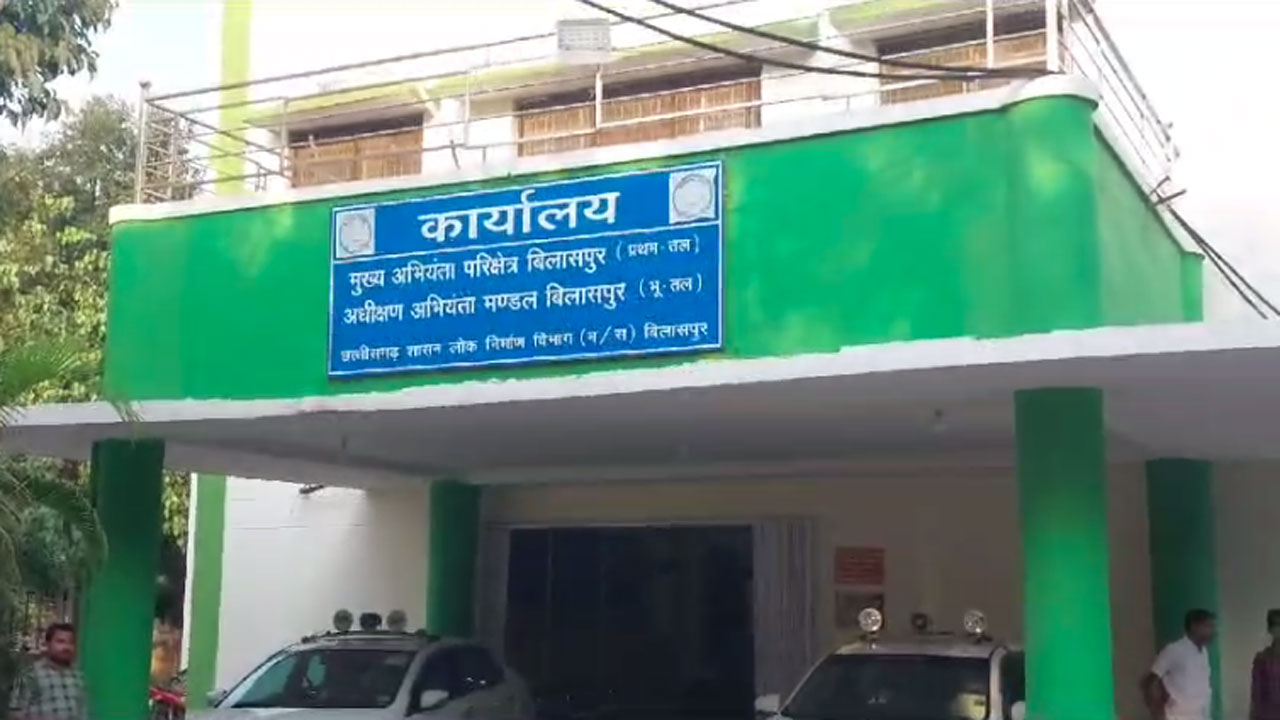 कार्यालय
मुख्य अभियंता परिक्षेत्र बिलासपुर (प्रथम-तल)
अधीक्षण अभियंता मण्डल बिलासपुर (भू-तल)
छत्तीसगढ़ शासन लोक निर्माण विभाग (भ/स) बिलासपुर